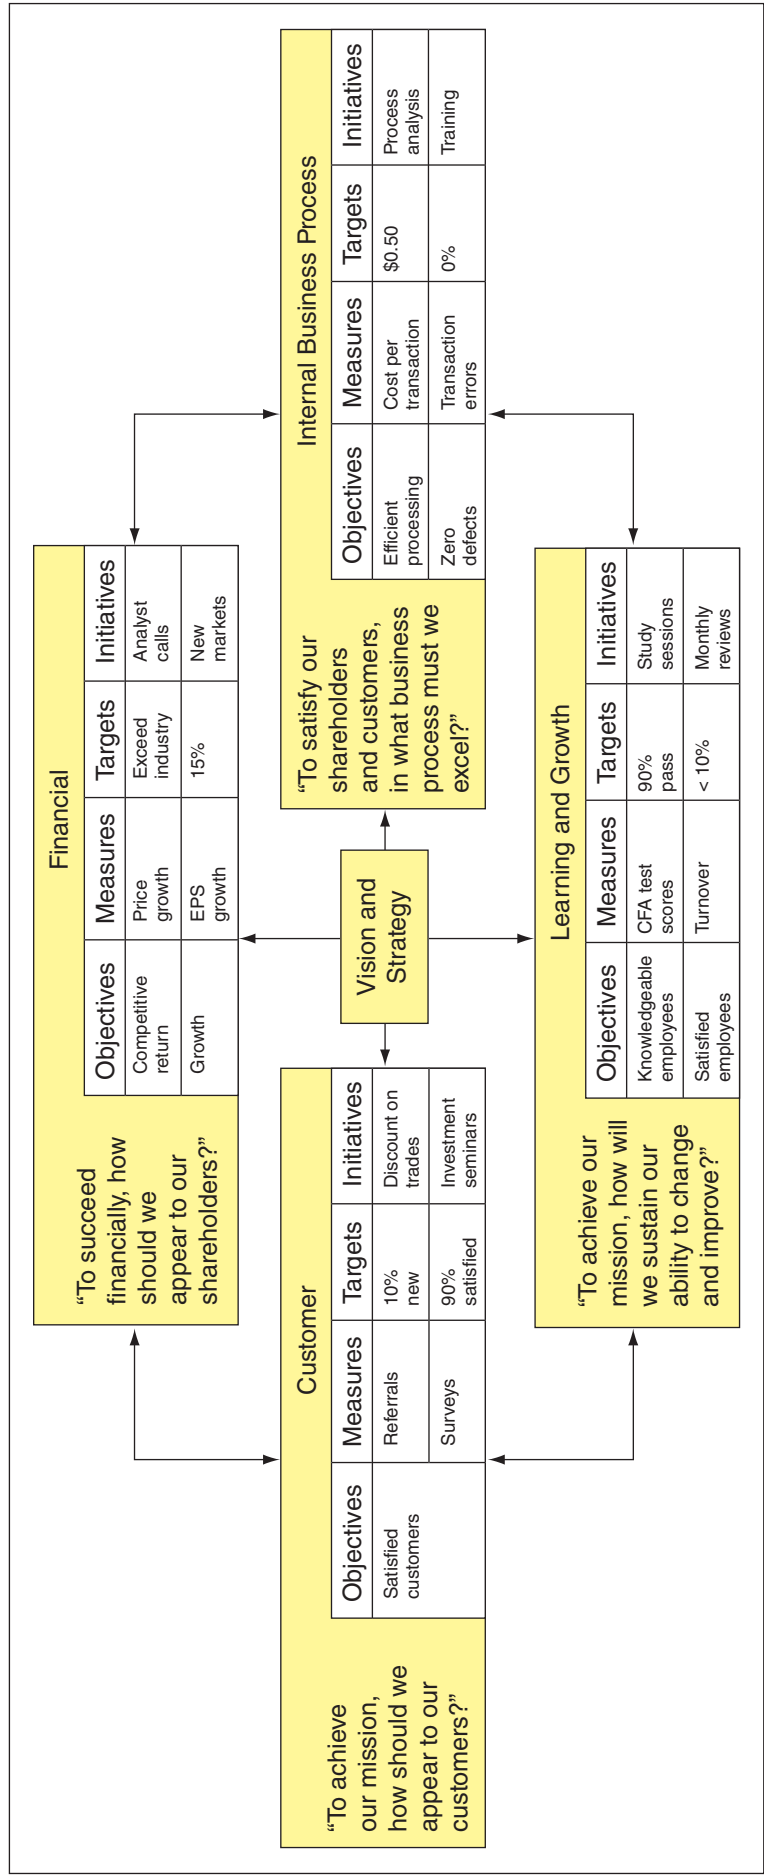 Financial
“To succeed
financially, how
should we
appear to our
shareholders?”
Objectives Measures Targets Initiatives
Competitive return Price growth Exceed industry Analyst calls
Growth EPS growth 15% New markets
Customer
“To achieve
our mission,
how should we
appear to our
customers?”
Objectives Measures Targets Initiatives
Satisfied customers Referrals 10% new Discount on trades
Surveys 90% satisfied Investment seminars
Vision and
Strategy
Internal Business Process
“To satisfy our
shareholders
and customers,
in what business
process must we
excel?”
Objectives Measures Targets Initiatives
Efficient processing Cost per transaction $0.50 Process analysis
Zero defects Transaction errors 0% Training
Learning and Growth
“To achieve our
mission, how will
we sustain our
ability to change
and improve?”
Objectives Measures Targets Initiatives
Knowledgeable employees CFA test scores 90% pass Study sessions
Satisfied employees Turnover < 10% Monthly reviews